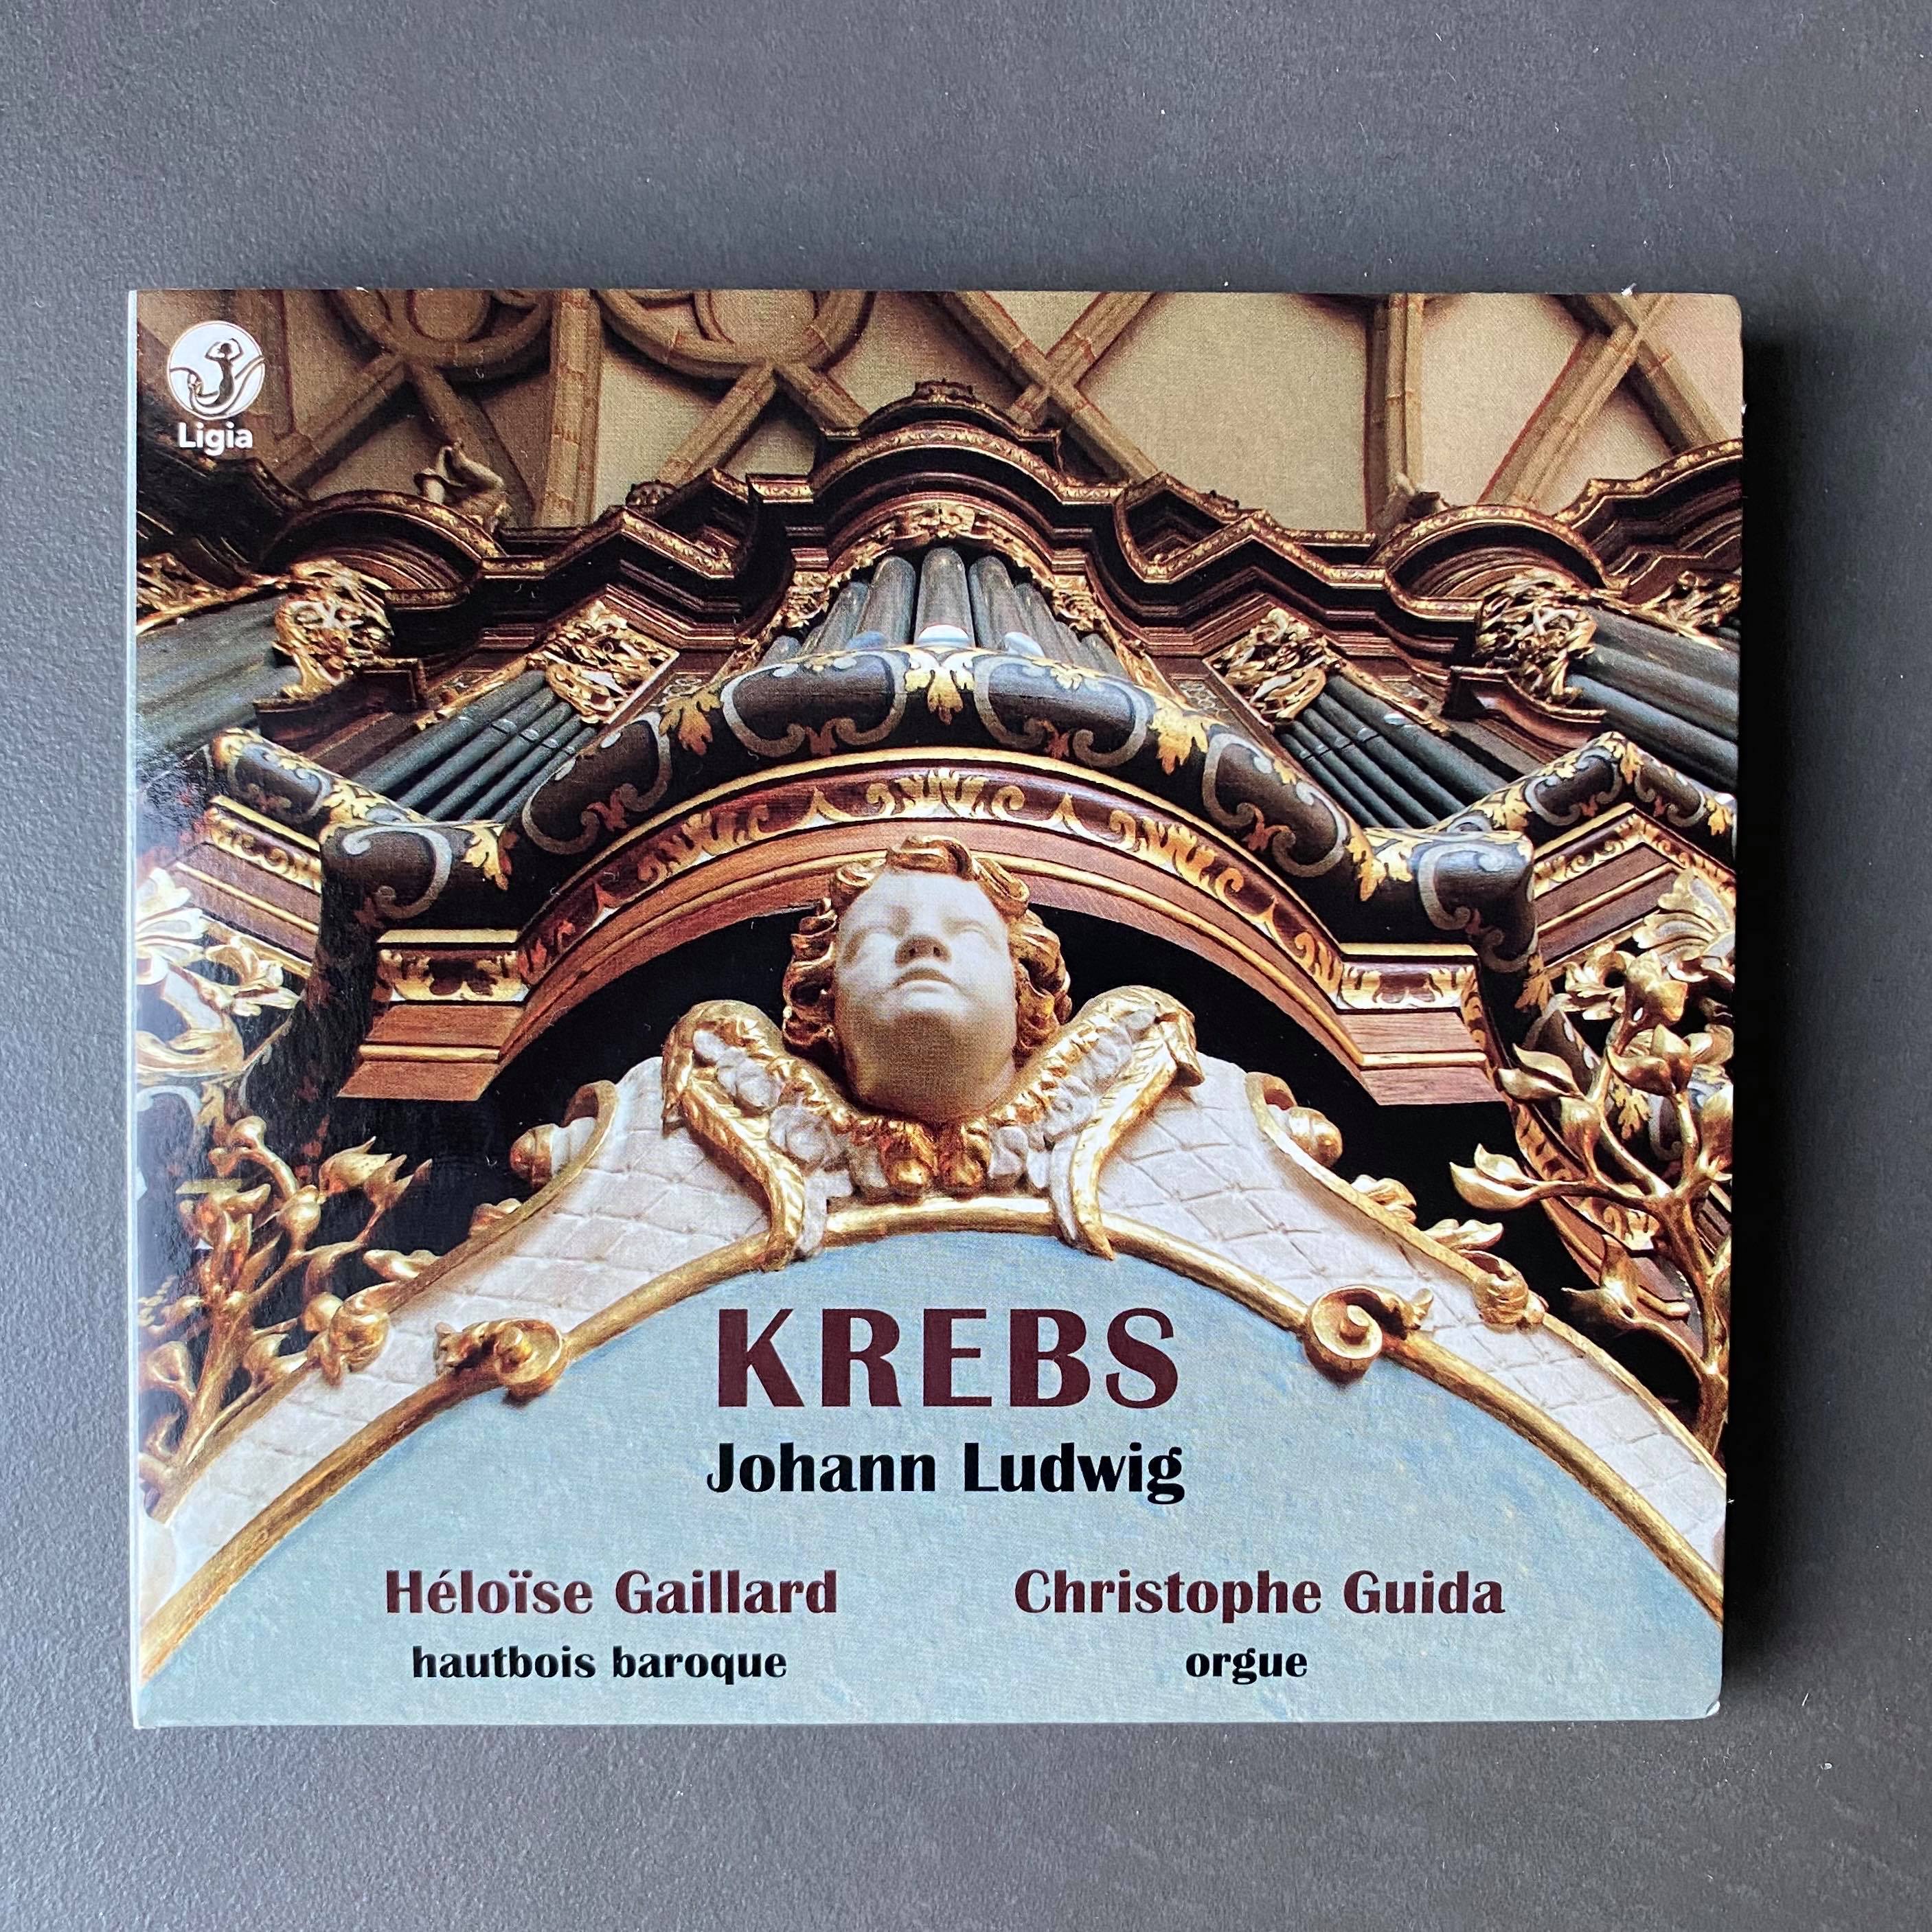 Ligia
KREBS
Johann Ludwig
Héloïse Gaillard
hautbois baroque
Christophe Guida
orgue